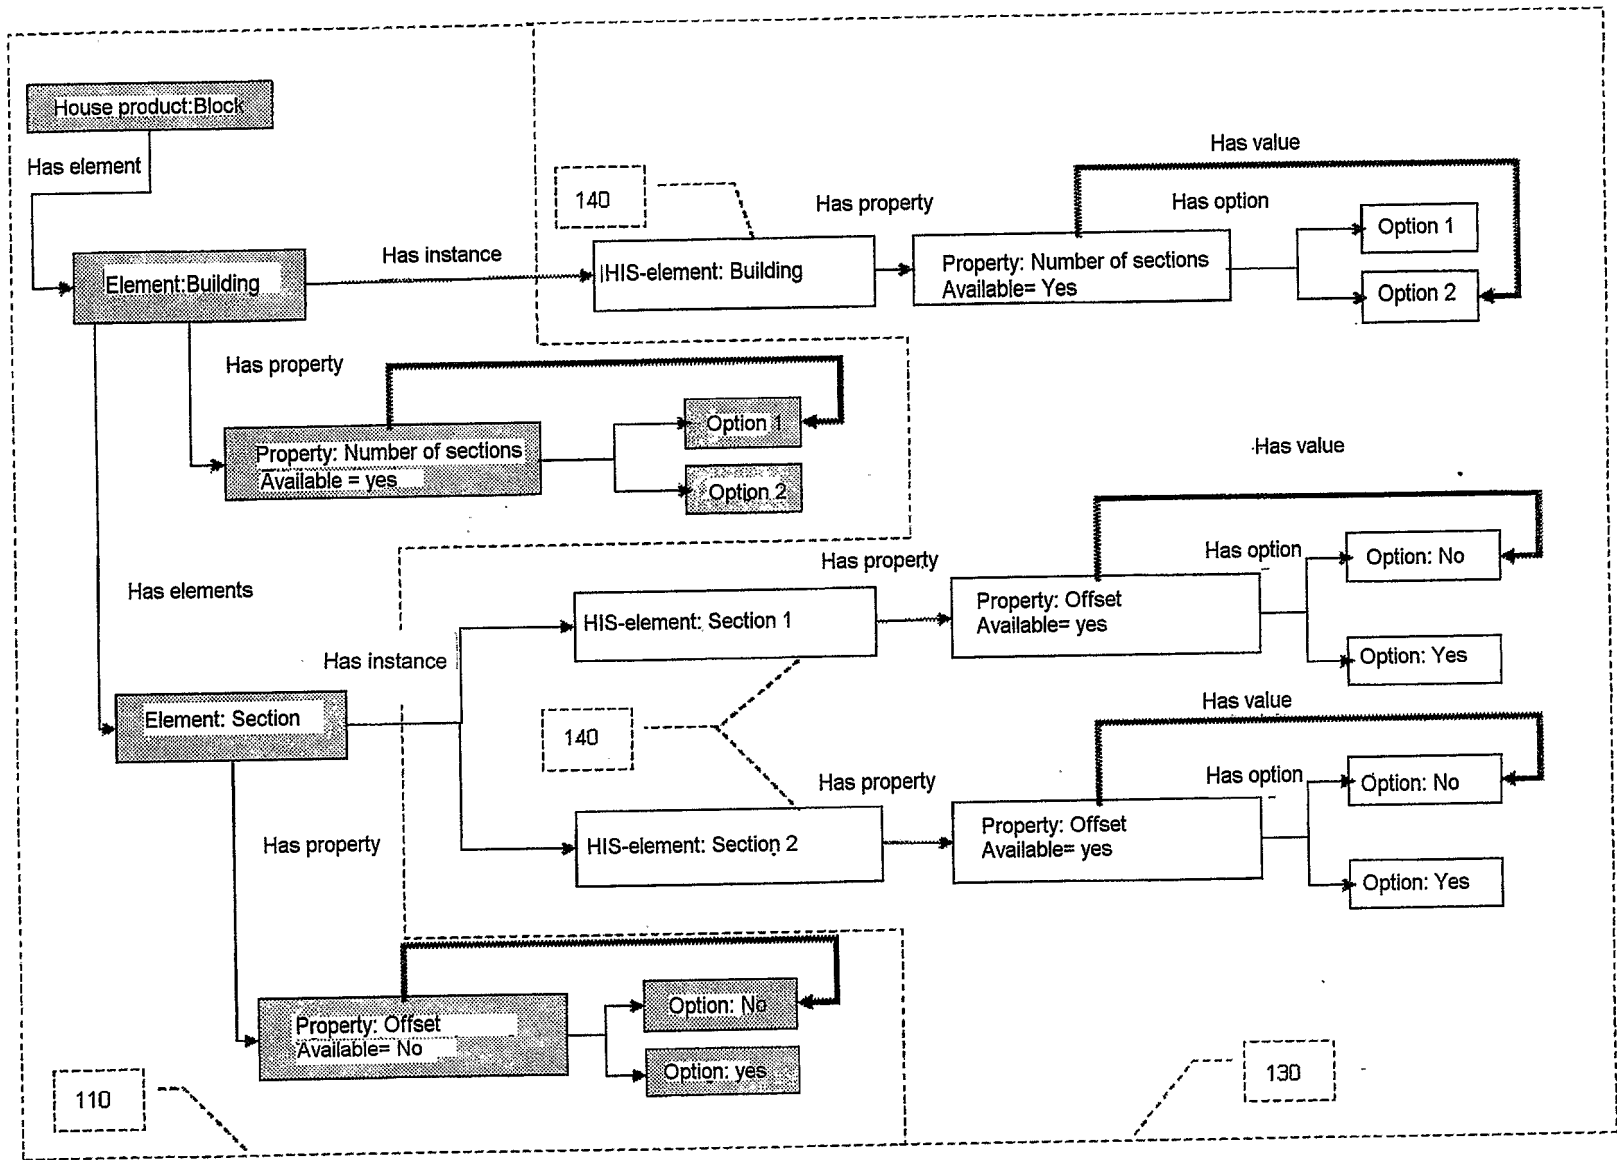 House product:Block
Has element
Has value
140
Has property
Has option
Option 1
Has instance
HIS-element: Building
Property: Number of sections
Available= Yes
Option 2
Element:Building
Has property
Option 1
Property: Number of sections
Available = yes
Option 2
Has value
Has property
Has option
Option: No
Has elements
HIS-element: Section 1
Property: Offset
Available= yes
Has instance
Option: Yes
Element: Section
140
Has value
Has property
Has option
Option: No
Has property
HIS-element: Section 2
Property: Offset
Available= yes
Option: Yes
Property: Offset
Available= No
Option: No
Option: yes
110
130